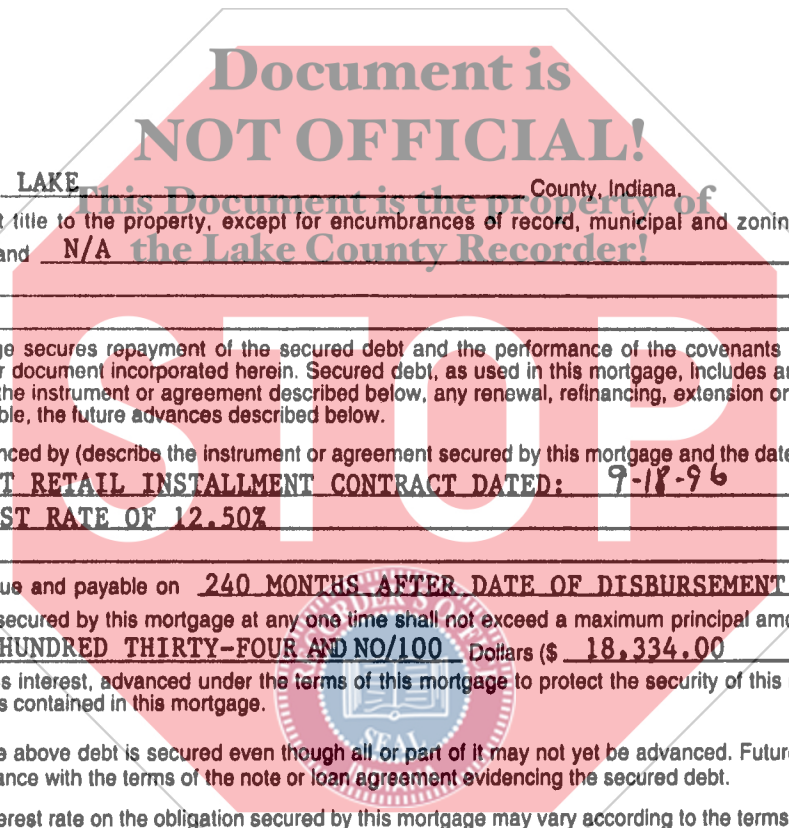 Document is
NOT OFFICIAL!
LAKE County, Indiana,
This Document is the property of
t title to the property, except for encumbrances of record, municipal and zonin
and N/A
the Lake County Recorder!
STOP
ge secures repayment of the secured debt and the performance of the covenants
r document incorporated herein. Secured debt, as used in this mortgage, includes a
the instrument or agreement described below, any renewal, refinancing, extension or
ble, the future advances described below.
nced by (describe the instrument or agreement secured by this mortgage and the date
T RETAIL INSTALLMENT CONTRACT DATED: 9-18-96
ST RATE OF 12.50%
ue and payable on 240 MONTHS AFTER DATE OF DISBURSEMENT
secured by this mortgage at any one time shall not exceed a maximum principal amo
HUNDRED THIRTY-FOUR AND NO/100 Dollars ($ 18,334.00
s interest, advanced under the terms of this mortgage to protect the security of this
s contained in this mortgage.
SEAL
e above debt is secured even though all or part of it may not yet be advanced. Futur
ance with the terms of the note or loan agreement evidencing the secured debt.
erest rate on the obligation secured by this mortgage may vary according to the terms